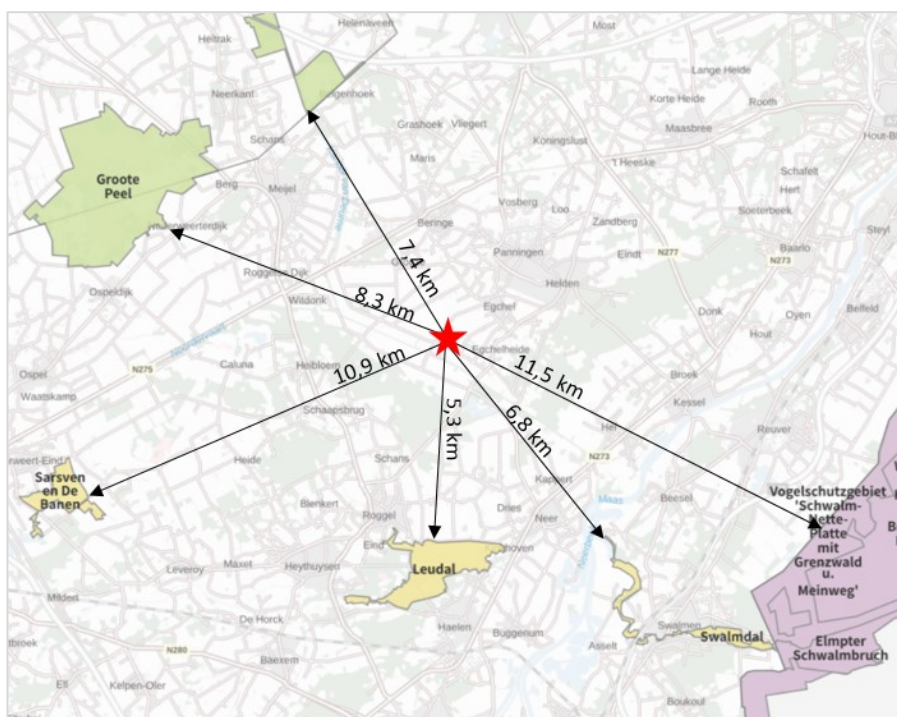 Helenaveen
Most
Heitrak
Lange Heide
Neerkant
Korte Heide
Rooth
Grashoek
Vliegert
Maasbree
Schans
Koningslust
Hout-Bl
't Heeske
Maris
Schafelt
Groote
Peel
Berg
Meijel
Hert
Vosberg
Loo
Soeterbeek
Zandberg
Beringe
Steyl
7,4 km
N277
Eindt
Baarlo
N273
Panningen
Roggelse Dijk
Helden
Ospeldijk
8,3 km
Wildonk
Egchel
Donk
Oyen
Belfeld
Noordervaart
Hout
Egchelheide
10,9 km
11,5 km
N275
Caluna
Heibloem
Ospel
Broek
Waatskamp
5,3 km
6,8 km
Kessel
Schaapsbrug
Reuver
Heide
Schans
N273
Sarsven
en De
Banen
Maas
Beesel
Vogelschutzgebiet
'Schwalm-
Nette-
Platte
mit
Grenzwald
u.
Meinweg'
Blenkert
Dries
Roggel
Neer
Eind
Leudal
Leveroy
Maxet
Heythuysen
Mildert
De Horck
Haelen
Buggenum
Swalmen
Swalmdal
Asselt
Elmpter
Schwalmbruch
N280
Baexem
Ell
Kelpen-Oler
Boukoul